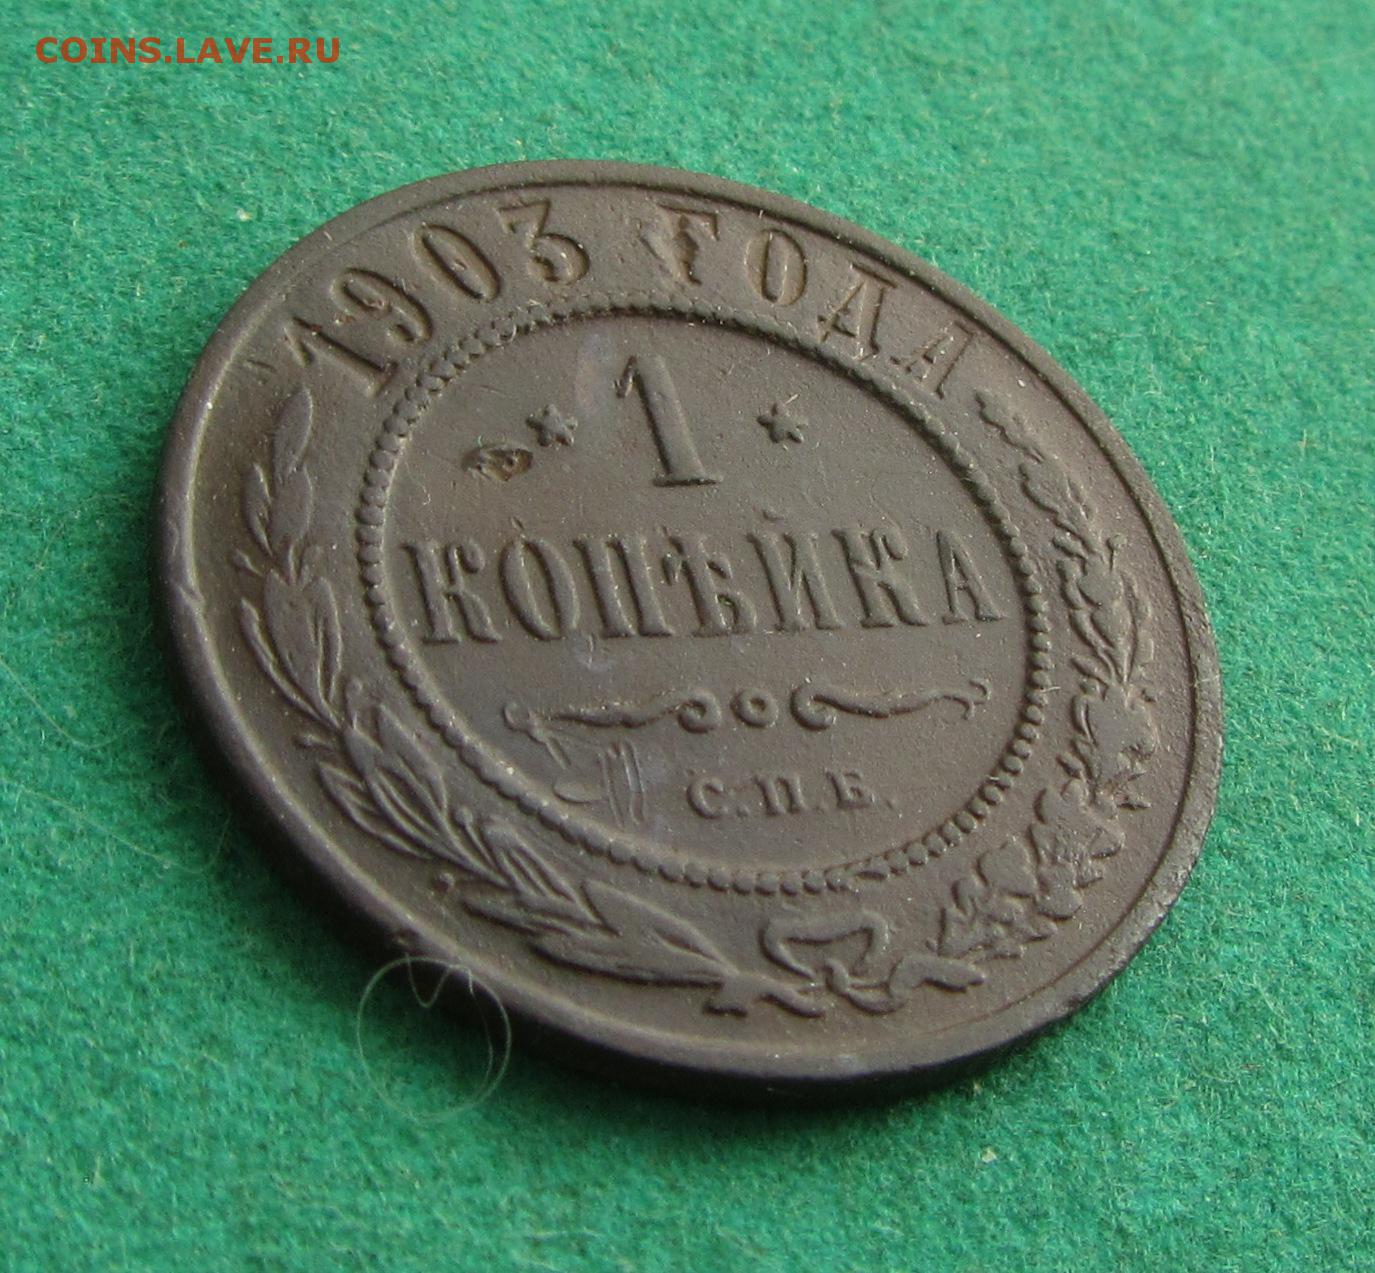 COINS.LAVE.RU
1903 ГОДА
* 1 *
КОПѢЙКА
С.П.Б.